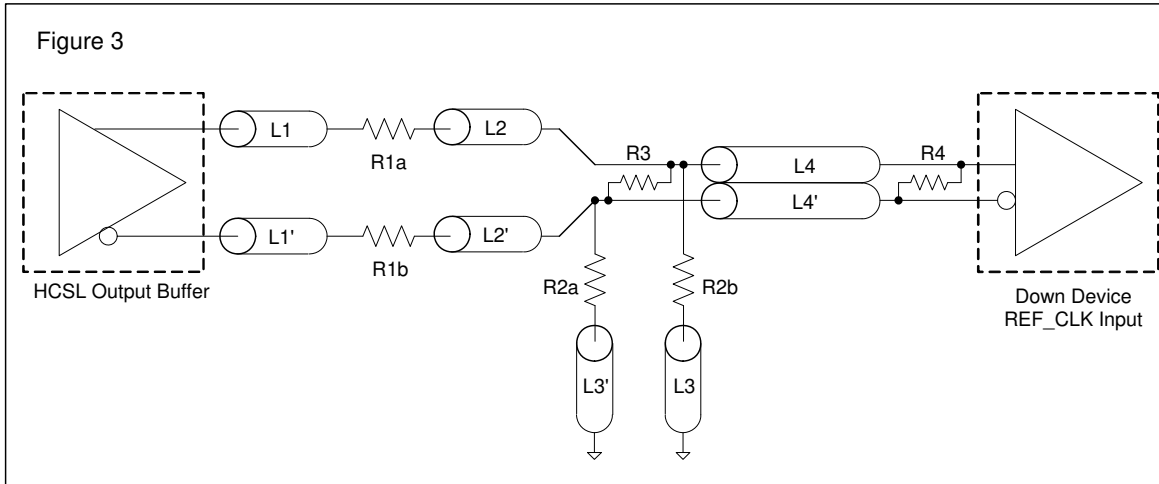 Figure 3
L1
R1a
L2
R3
L4
R4
L4'
L1'
R1b
L2'
HCSL Output Buffer
R2a
R2b
Down Device
REF_CLK Input
L3'
L3